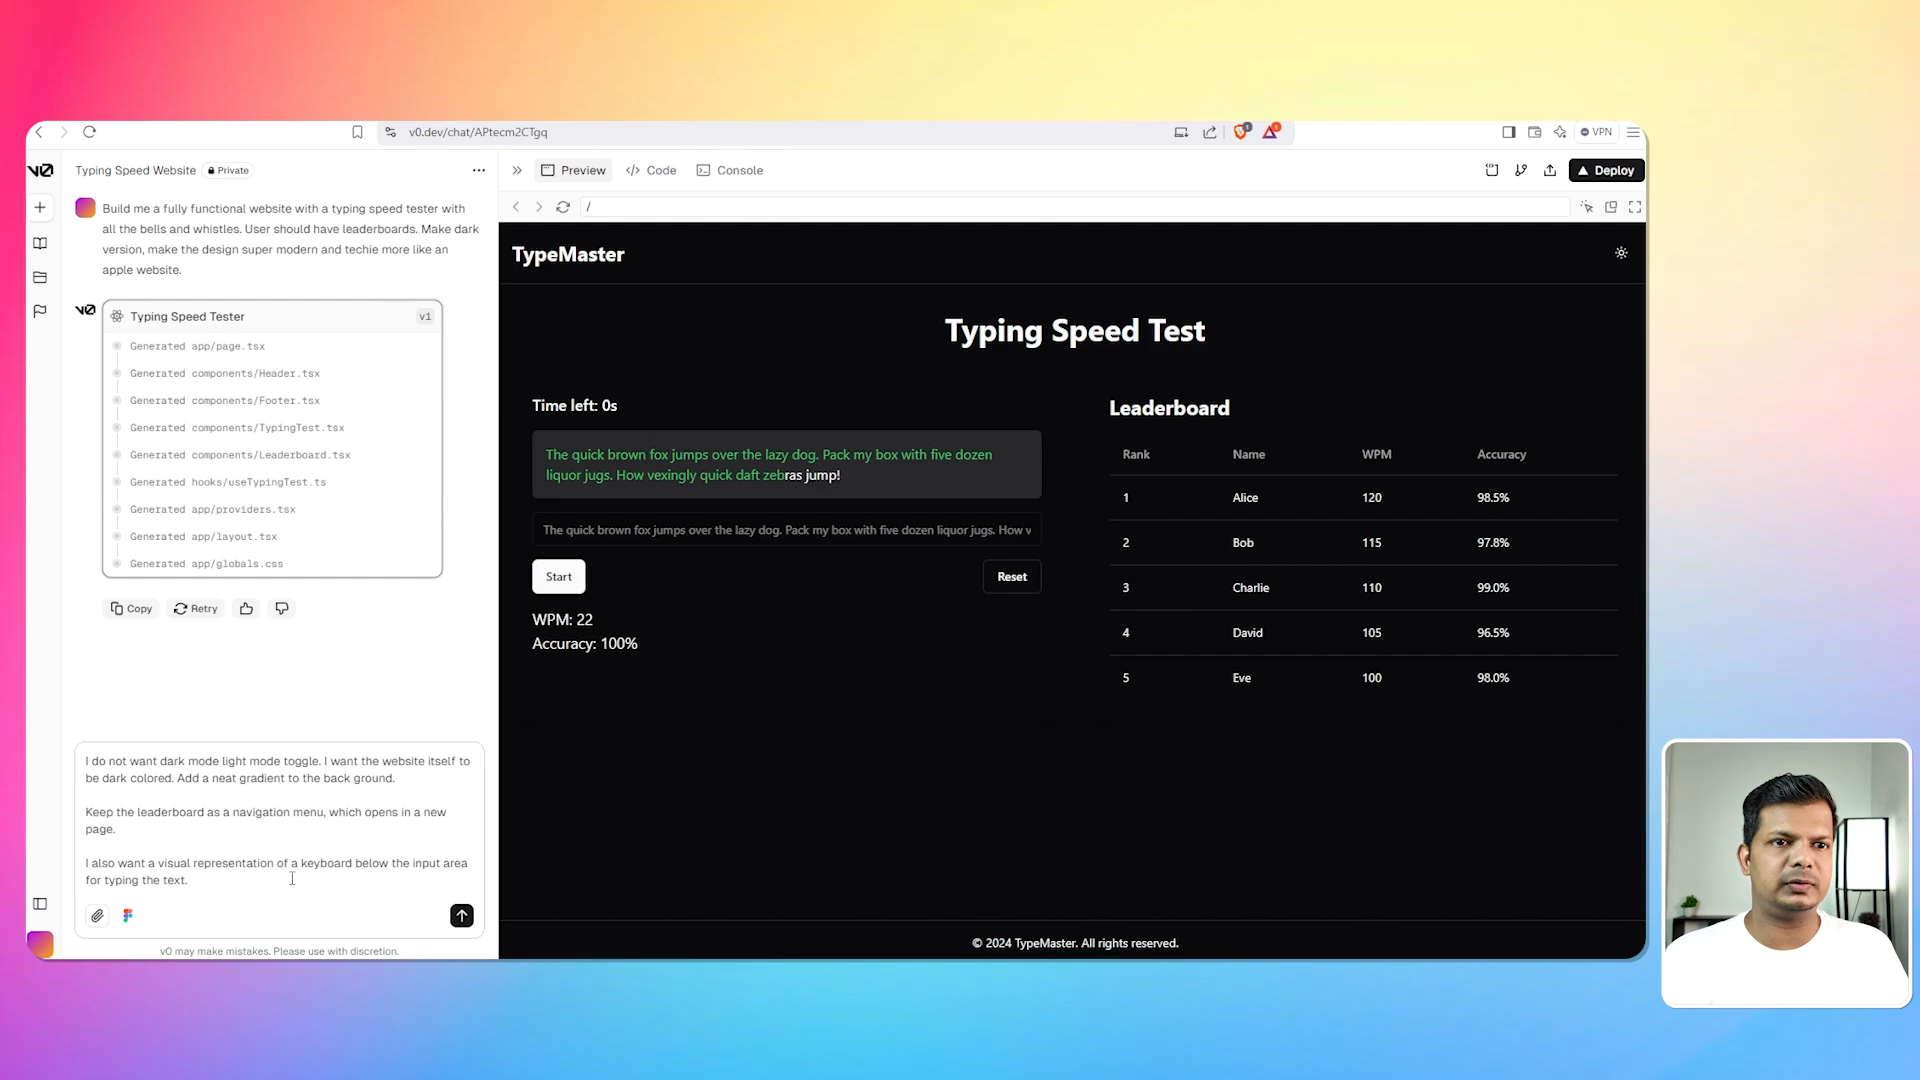 v0.dev/chat/APtecm2CTgq
1
1
VPN
v0
Typing Speed Website
Private
Preview
Code
Console
Deploy
/
Build me a fully functional website with a typing speed tester with
all the bells and whistles. User should have leaderboards. Make dark
version, make the design super modern and techie more like an
apple website.
v0
Typing Speed Tester
v1
Generated app/page.tsx
Generated components/Header.tsx
Generated components/Footer.tsx
Generated components/TypingTest.tsx
Generated components/Leaderboard.tsx
Generated hooks/useTypingTest.ts
Generated app/providers.tsx
Generated app/layout.tsx
Generated app/globals.css
Copy
Retry
I do not want dark mode light mode toggle. I want the website itself to
be dark colored. Add a neat gradient to the back ground.
Keep the leaderboard as a navigation menu, which opens in a new
page.
I also want a visual representation of a keyboard below the input area
for typing the text.
v0 may make mistakes. Please use with discretion.
TypeMaster
Typing Speed Test
Time left: 0s
The quick brown fox jumps over the lazy dog. Pack my box with five dozen
liquor jugs. How vexingly quick daft zebras jump!
The quick brown fox jumps over the lazy dog. Pack my box with five dozen liquor jugs. How v
Start
Reset
WPM: 22
Accuracy: 100%
Leaderboard
Rank Name WPM Accuracy
1 Alice 120 98.5%
2 Bob 115 97.8%
3 Charlie 110 99.0%
4 David 105 96.5%
5 Eve 100 98.0%
© 2024 TypeMaster. All rights reserved.